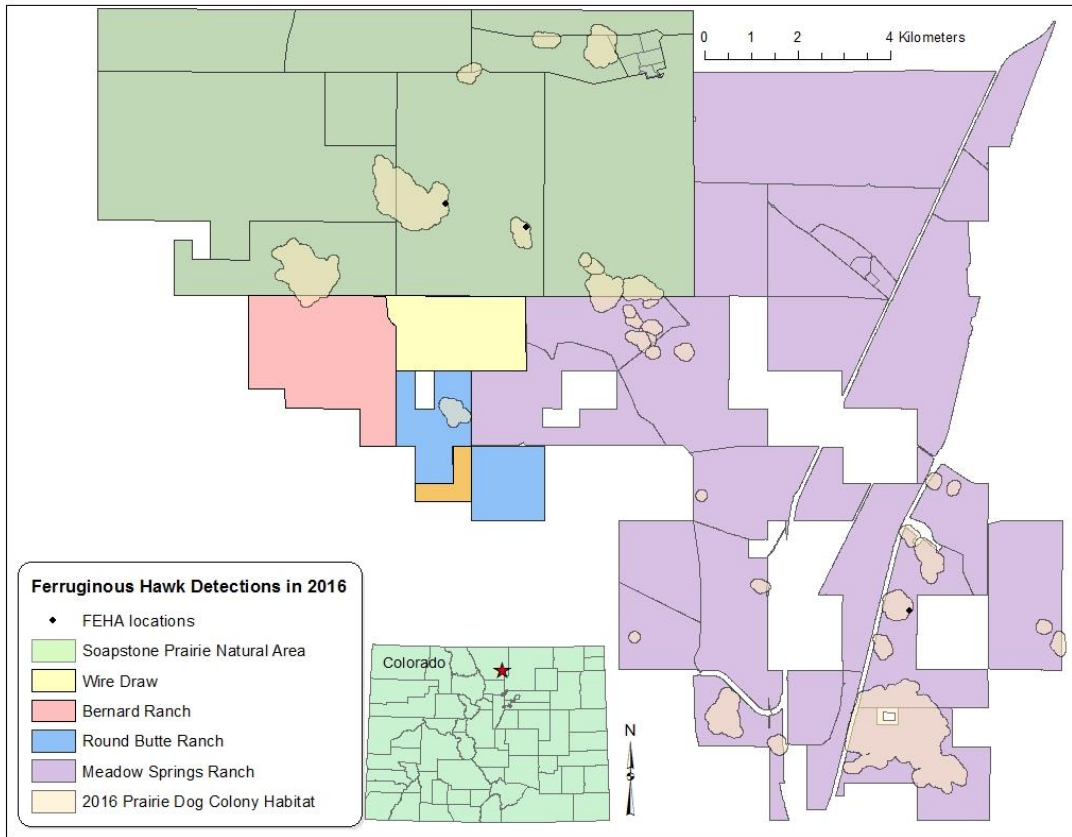 0 1 2 4 Kilometers
Ferruginous Hawk Detections in 2016
FEHA locations
Soapstone Prairie Natural Area
Wire Draw
Bernard Ranch
Round Butte Ranch
Meadow Springs Ranch
2016 Prairie Dog Colony Habitat
Colorado
N